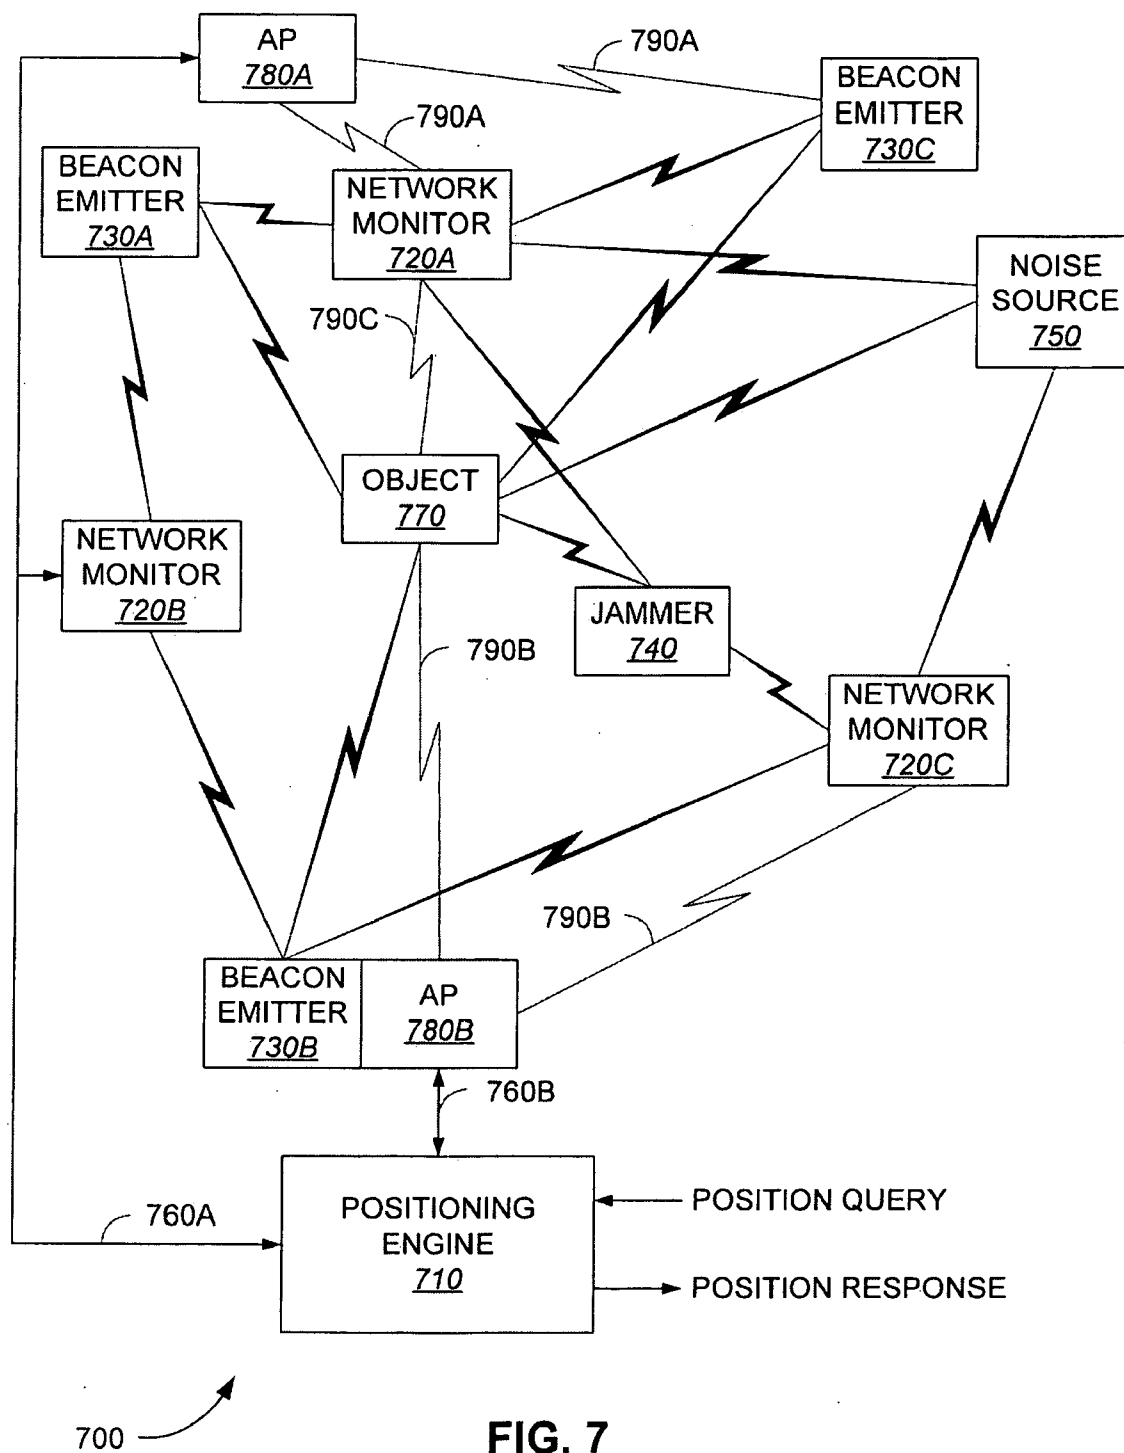 AP
780A
790A
BEACON
EMITTER
730C
790A
BEACON
EMITTER
730A
NETWORK
MONITOR
720A
NOISE
SOURCE
750
790C
OBJECT
770
NETWORK
MONITOR
720B
JAMMER
740
790B
NETWORK
MONITOR
720C
790B
BEACON
EMITTER
730B
AP
780B
760B
760A
POSITIONING
ENGINE
710
POSITION QUERY
POSITION RESPONSE
700
FIG. 7